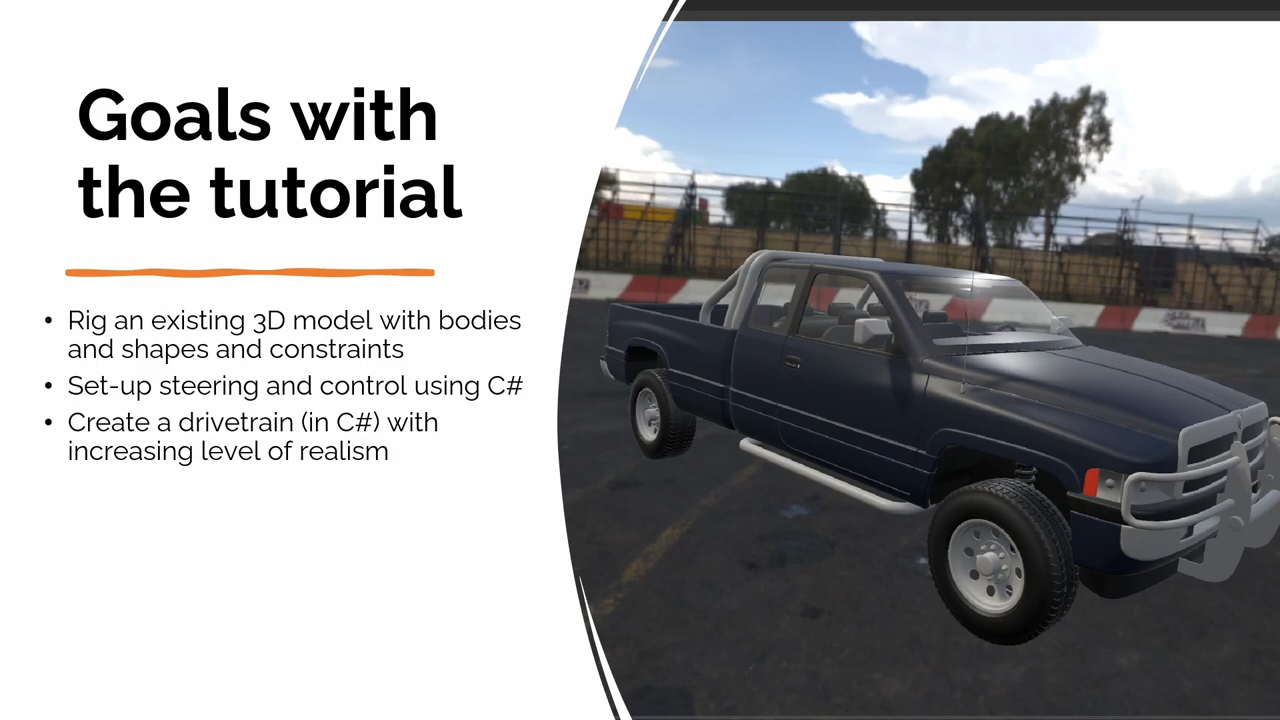 Goals with
the tutorial
• Rig an existing 3D model with bodies
and shapes and constraints
• Set-up steering and control using C#
• Create a drivetrain (in C#) with
increasing level of realism